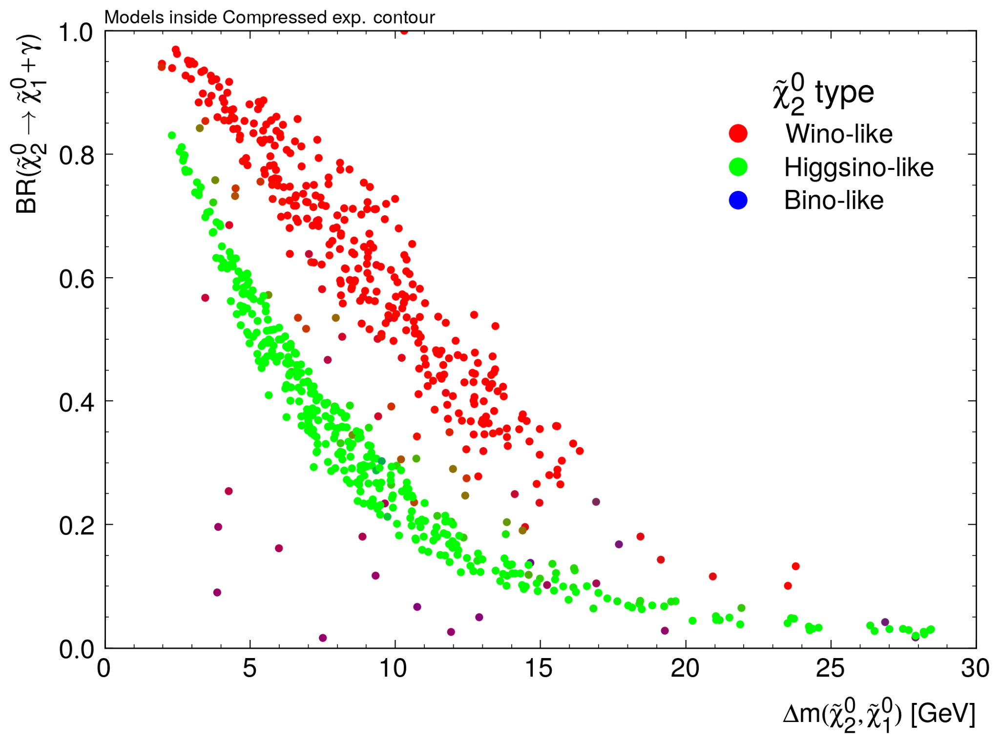 Models inside Compressed exp. contour
BR(χ̃⁰₂ → χ̃⁰₁ + γ)
1.0
0.8
0.6
0.4
0.2
0.0
χ̃⁰₂ type
Wino-like
Higgsino-like
Bino-like
0 5 10 15 20 25 30
Δm(χ̃⁰₂, χ̃⁰₁) [GeV]